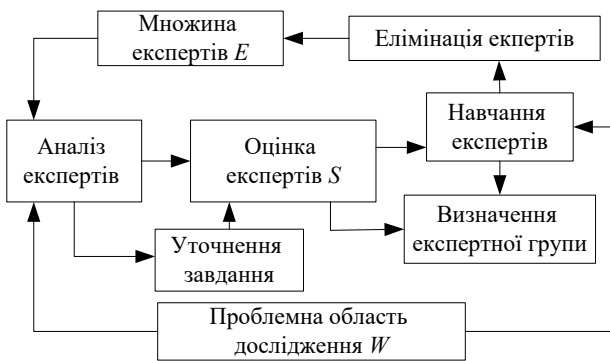 Множина
експертів E
Елімінація екпертів
Аналіз
експертів
Оцінка
експертів S
Навчання
експертів
Уточнення
завдання
Визначення
експертної групи
Проблемна область
дослідження W